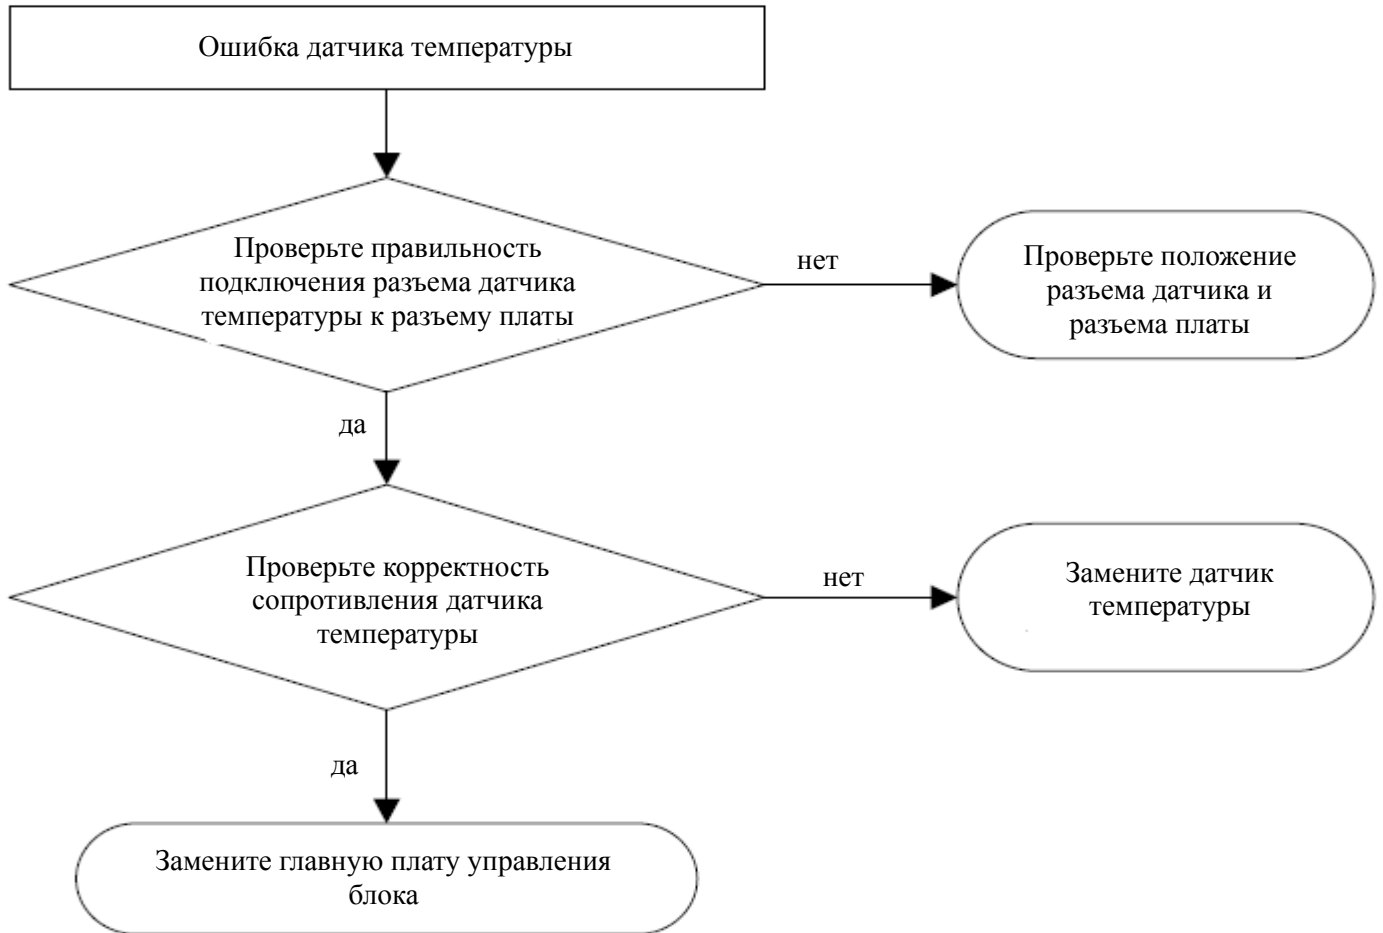 Ошибка датчика температуры
Проверьте правильность
подключения разъема датчика
температуры к разъему платы
нет
Проверьте положение
разъема датчика и
разъема платы
да
Проверьте корректность
сопротивления датчика
температуры
нет
Замените датчик
температуры
да
Замените главную плату управления
блока